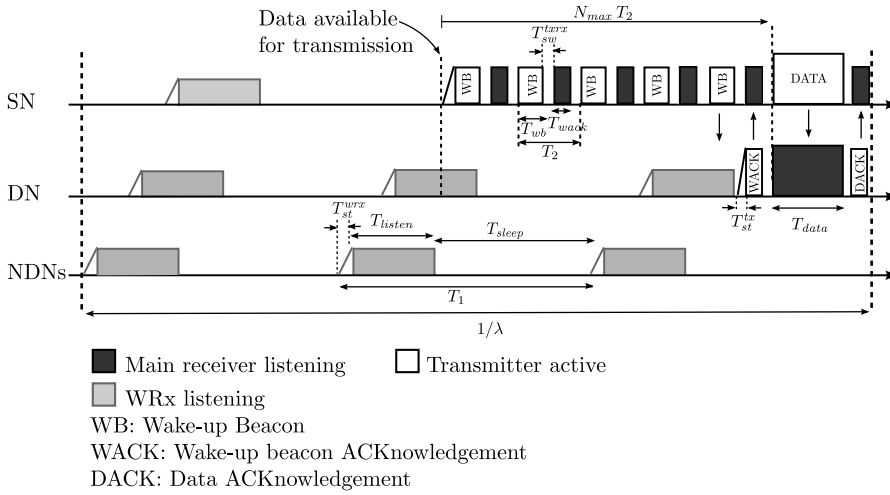 Data available
for transmission
N_max T_2
T_sw^txrx
SN
WB
WB
WB
WB
WB
DATA
T_wb
T_wack
T_2
DN
WACK
DACK
T_st^wrx
T_listen
T_sleep
T_st^tx
T_data
NDNs
T_1
1/λ
Main receiver listening
Transmitter active
WRx listening
WB: Wake-up Beacon
WACK: Wake-up beacon ACKnowledgement
DACK: Data ACKnowledgement